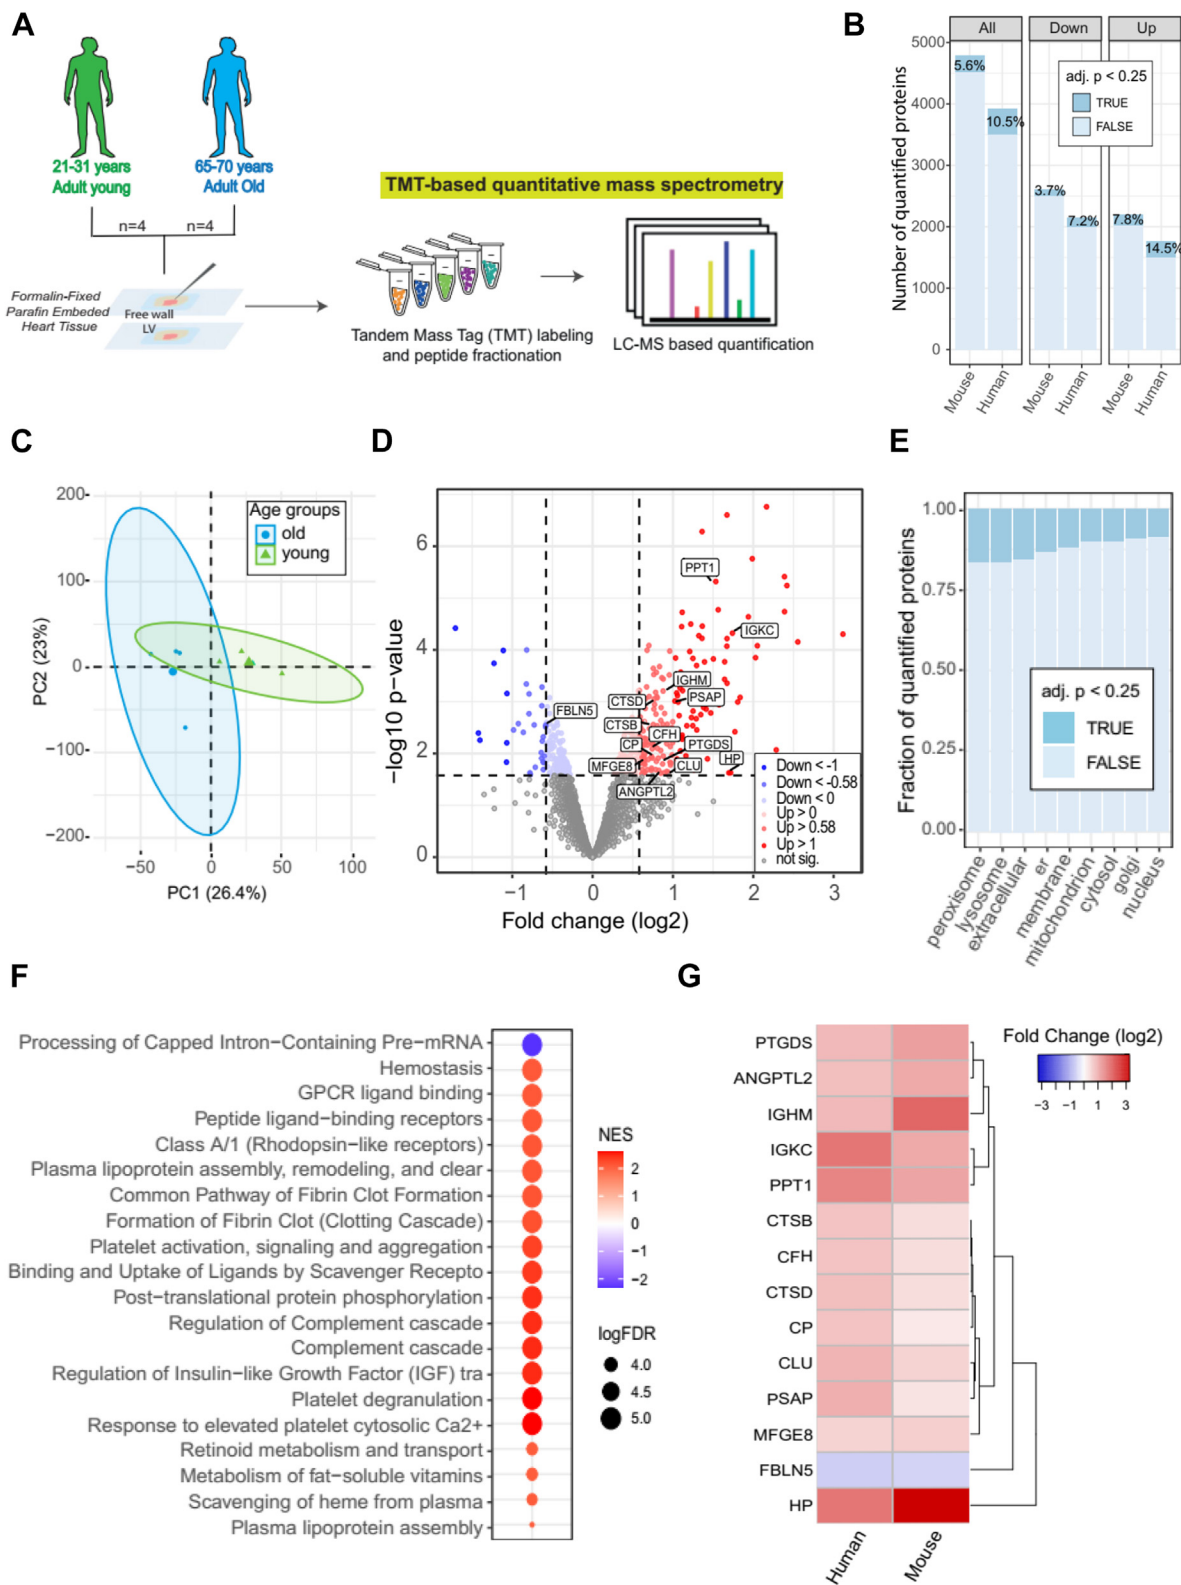 A
21-31 years
Adult young
65-70 years
Adult Old
n=4
n=4
Formalin-Fixed
Parafin Embeded
Heart Tissue
Free wall
LV
TMT-based quantitative mass spectrometry
Tandem Mass Tag (TMT) labeling
and peptide fractionation
LC-MS based quantification
B
All
Down
Up
Number of quantified proteins
5000
4000
3000
2000
1000
0
5.6%
10.5%
3.7%
7.2%
7.8%
14.5%
adj. p < 0.25
TRUE
FALSE
Mouse
Human
Mouse
Human
Mouse
Human
C
PC2 (23%)
200
100
0
−100
−200
Age groups
old
young
−50
0
50
100
PC1 (26.4%)
D
−log10 p−value
6
4
2
0
PPT1
IGKC
IGHM
CTSD
PSAP
FBLN5
CTSB
CFH
CP
PTGDS
MFGE8
CLU
HP
ANGPTL2
Down < -1
Down < -0.58
Down < 0
Up > 0
Up > 0.58
Up > 1
not sig.
−1
0
1
2
3
Fold change (log2)
E
Fraction of quantified proteins
1.00
0.75
0.50
0.25
0.00
adj. p < 0.25
TRUE
FALSE
peroxisome
lysosome
extracellular
er
membrane
mitochondrion
cytosol
golgi
nucleus
F
Processing of Capped Intron−Containing Pre−mRNA
Hemostasis
GPCR ligand binding
Peptide ligand−binding receptors
Class A/1 (Rhodopsin−like receptors)
Plasma lipoprotein assembly, remodeling, and clear
Common Pathway of Fibrin Clot Formation
Formation of Fibrin Clot (Clotting Cascade)
Platelet activation, signaling and aggregation
Binding and Uptake of Ligands by Scavenger Recepto
Post−translational protein phosphorylation
Regulation of Complement cascade
Complement cascade
Regulation of Insulin−like Growth Factor (IGF) tra
Platelet degranulation
Response to elevated platelet cytosolic Ca2+
Retinoid metabolism and transport
Metabolism of fat−soluble vitamins
Scavenging of heme from plasma
Plasma lipoprotein assembly
NES
2
1
0
−1
−2
logFDR
4.0
4.5
5.0
G
PTGDS
ANGPTL2
IGHM
IGKC
PPT1
CTSB
CFH
CTSD
CP
CLU
PSAP
MFGE8
FBLN5
HP
Human
Mouse
Fold Change (log2)
−3
−1
1
3